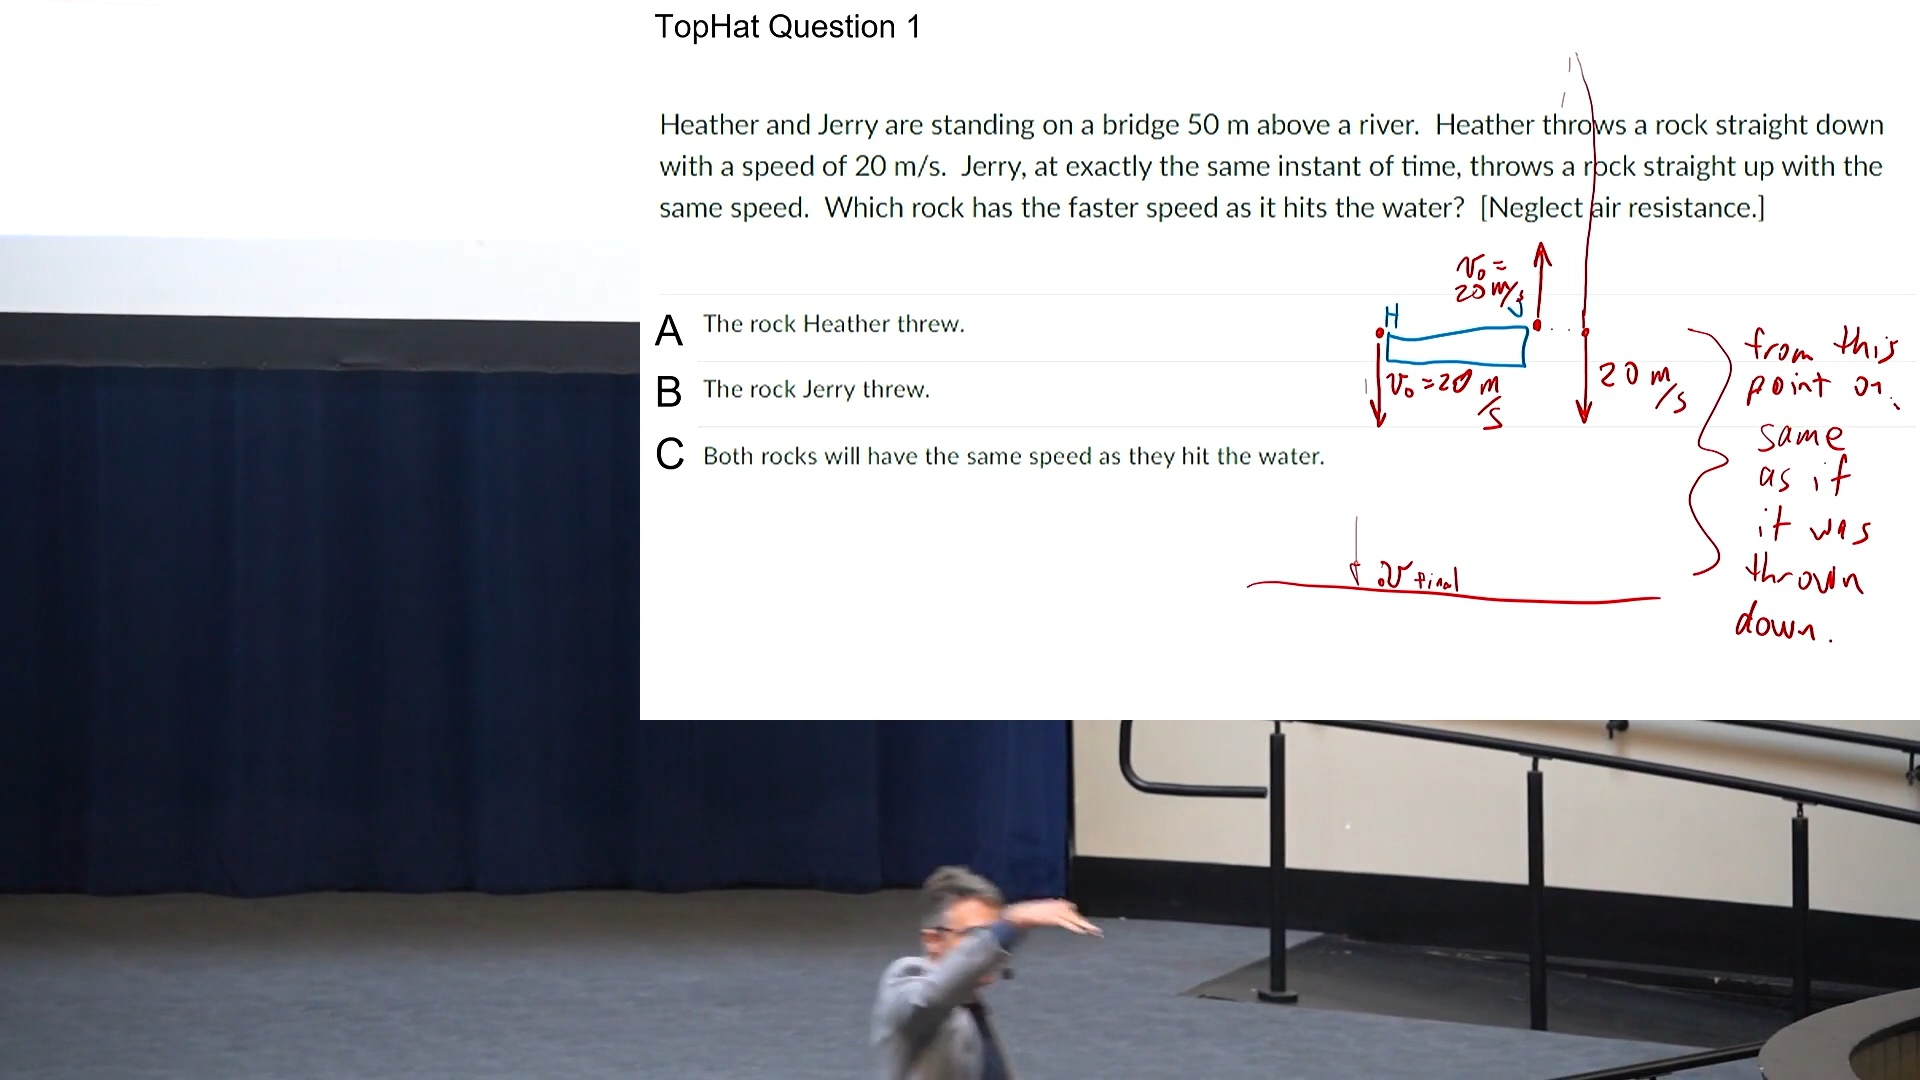 TopHat Question 1
Heather and Jerry are standing on a bridge 50 m above a river. Heather throws a rock straight down
with a speed of 20 m/s. Jerry, at exactly the same instant of time, throws a rock straight up with the
same speed. Which rock has the faster speed as it hits the water? [Neglect air resistance.]
v₀ =
20 m/s
H
J
A The rock Heather threw.
B The rock Jerry threw.
C Both rocks will have the same speed as they hit the water.
v₀ = 20 m/s
20 m/s
from this
point on
same
as if
it was
thrown
down.
v final